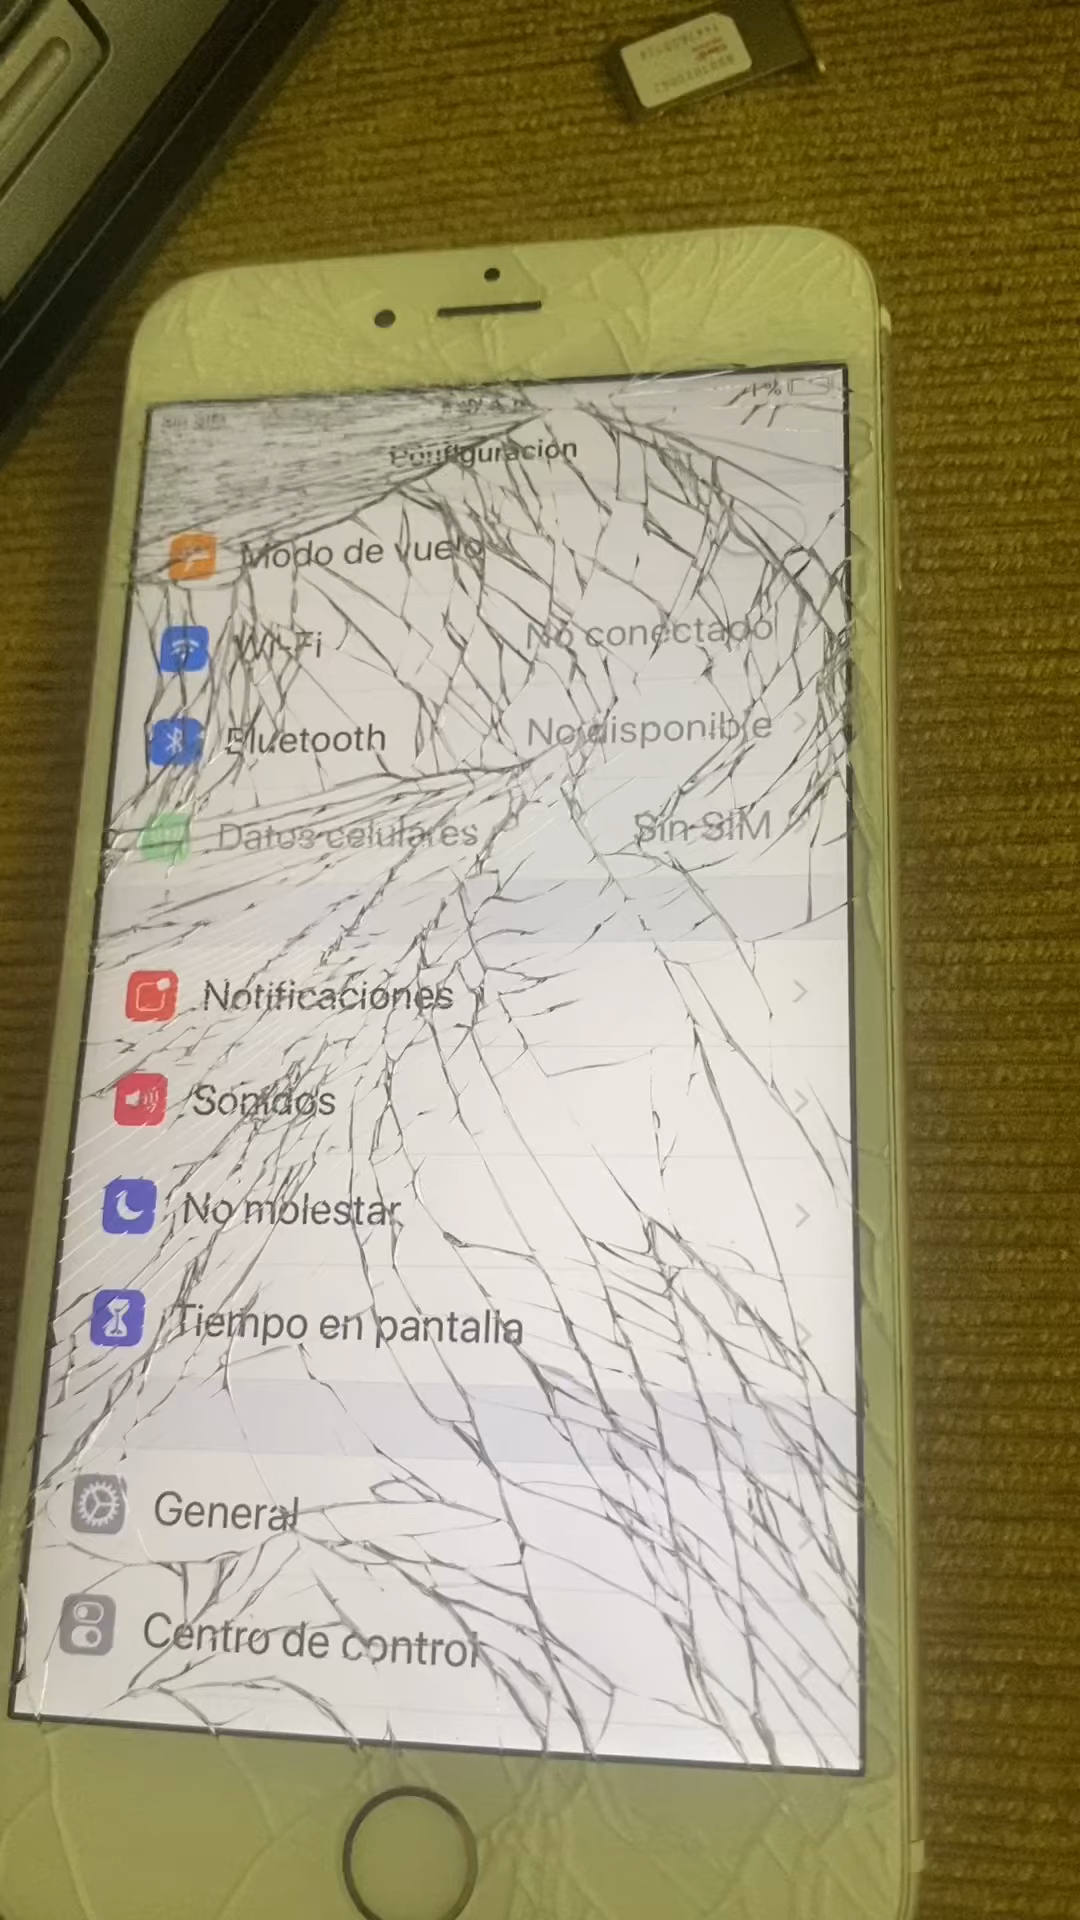 Configuración
Modo de vuelo
Wi-Fi No conectado
Bluetooth No disponible
Datos celulares Sin SIM
Notificaciones
Sonidos
No molestar
Tiempo en pantalla
General
Centro de control